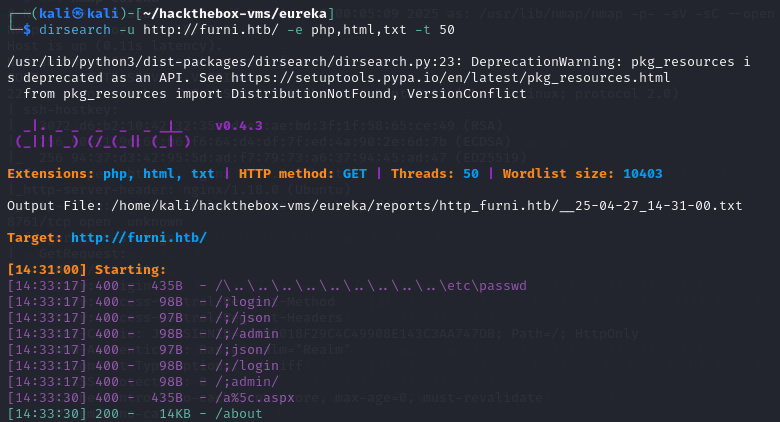 ┌──(kali㉿kali)-[~/hackthebox-vms/eureka]
└─$ dirsearch -u http://furni.htb/ -e php,html,txt -t 50
/usr/lib/python3/dist-packages/dirsearch/dirsearch.py:23: DeprecationWarning: pkg_resources i
s deprecated as an API. See https://setuptools.pypa.io/en/latest/pkg_resources.html
from pkg_resources import DistributionNotFound, VersionConflict
_|. _ _  _  _  _ _|_    v0.4.3
(_||| _) (/_(_|| (_| )
Extensions: php, html, txt | HTTP method: GET | Threads: 50 | Wordlist size: 10403
Output File: /home/kali/hackthebox-vms/eureka/reports/http_furni.htb/__25-04-27_14-31-00.txt
Target: http://furni.htb/
[14:31:00] Starting:
[14:33:17] 400 -  435B  - /\..\..\..\..\..\..\..\..\..\etc\passwd
[14:33:17] 400 -   98B  - /;login/
[14:33:17] 400 -   97B  - /;/json
[14:33:17] 400 -   98B  - /;/admin
[14:33:17] 400 -   97B  - /;json/
[14:33:17] 400 -   98B  - /;/login
[14:33:17] 400 -   98B  - /;admin/
[14:33:30] 400 -  435B  - /a%5c.aspx
[14:33:30] 200 -   14KB - /about